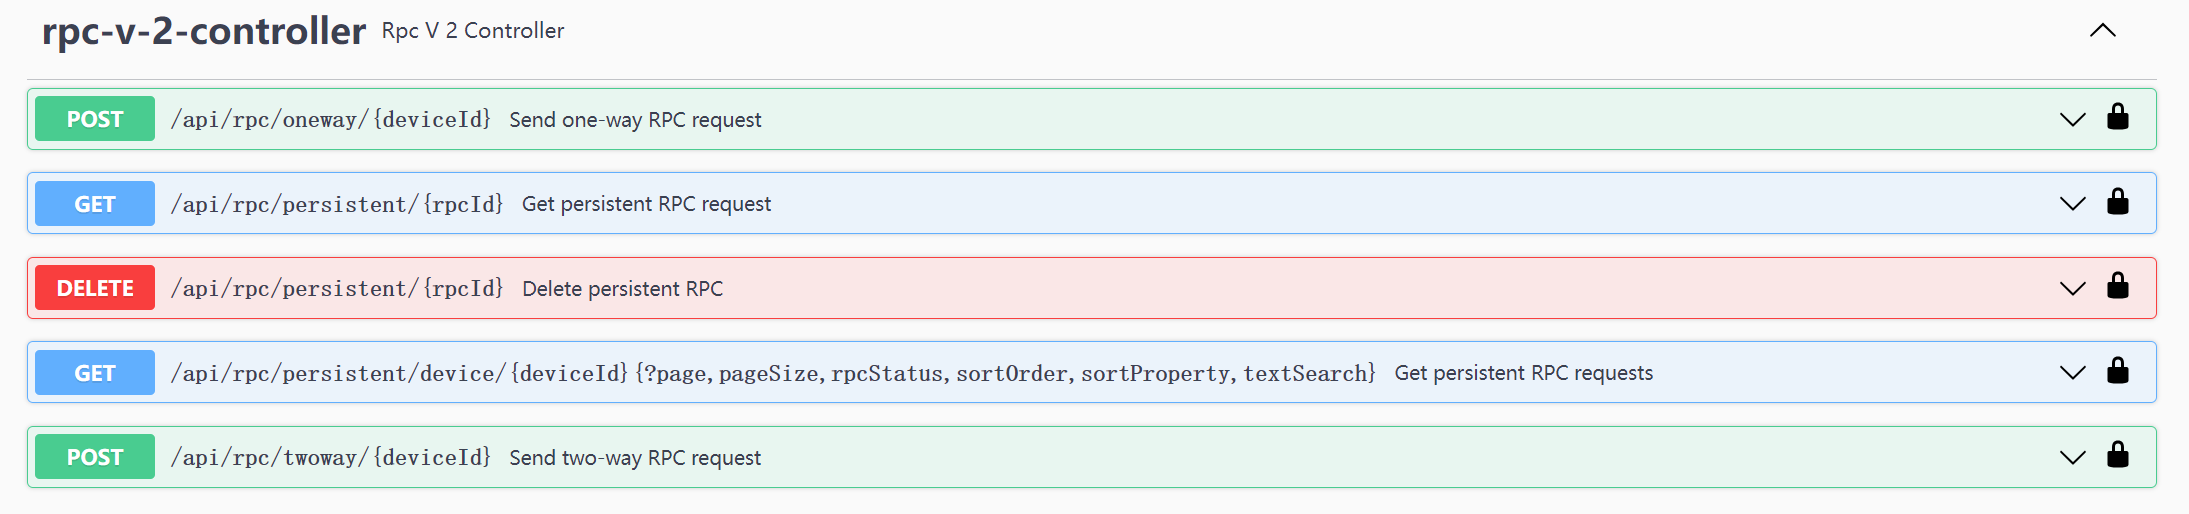 rpc-v-2-controller Rpc V 2 Controller
POST /api/rpc/oneway/{deviceId} Send one-way RPC request
GET /api/rpc/persistent/{rpcId} Get persistent RPC request
DELETE /api/rpc/persistent/{rpcId} Delete persistent RPC
GET /api/rpc/persistent/device/{deviceId}{?page,pageSize,rpcStatus,sortOrder,sortProperty,textSearch} Get persistent RPC requests
POST /api/rpc/twoway/{deviceId} Send two-way RPC request